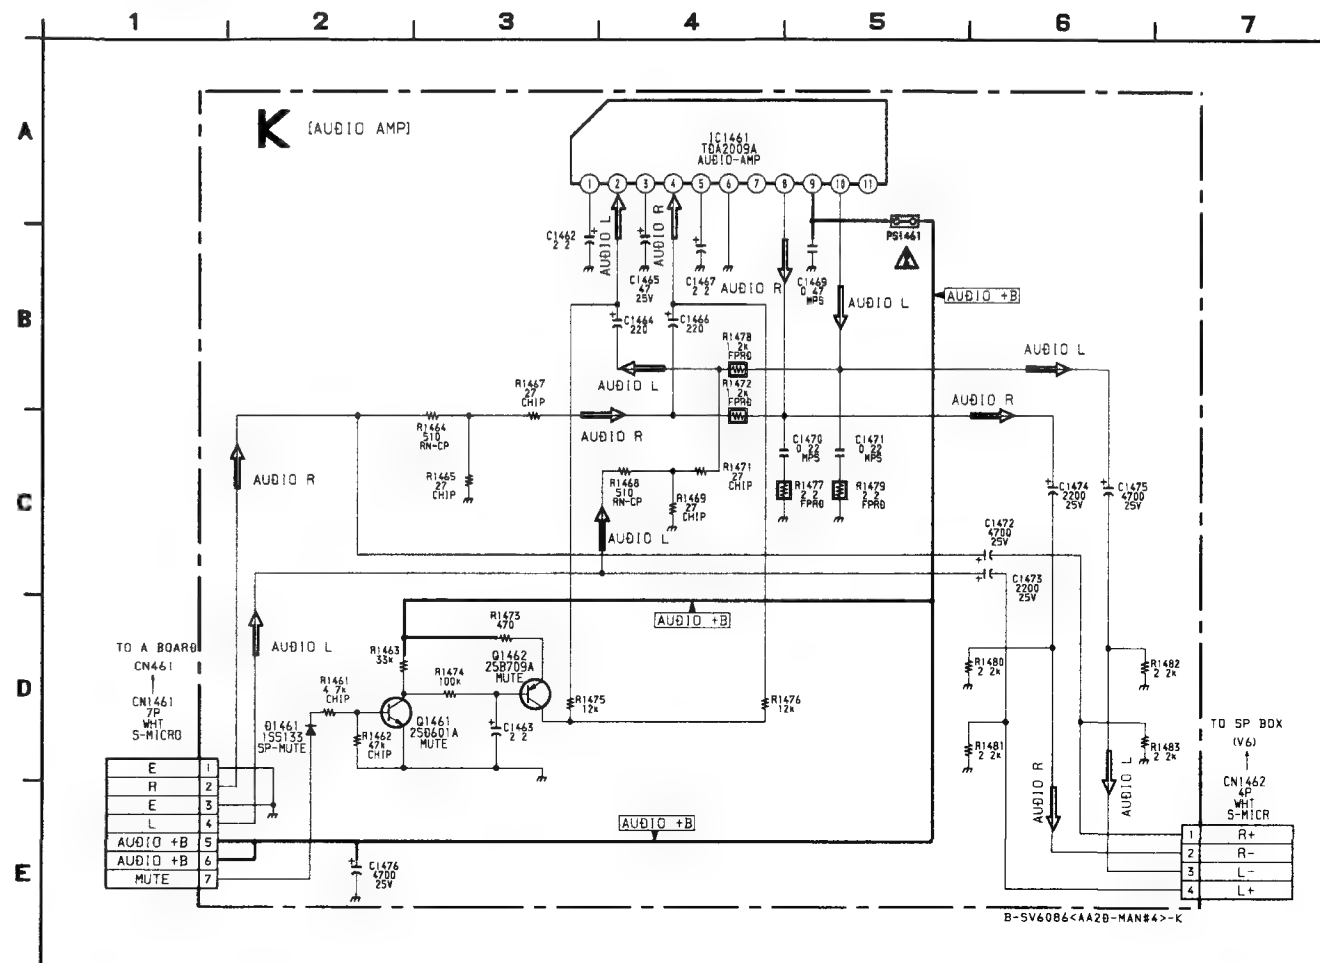 1 2 3 4 5 6 7
A
B
C
D
E
K [AUDIO AMP]
IC1461
TDA2009A
AUDIO-AMP
1 2 3 4 5 6 7 8 9 10 11
C1462
2 2
AUDIO L
C1465
47
25V
AUDIO R
C1467
2 2
AUDIO R
C1469
0 47
MPS
PS1461
AUDIO L
AUDIO +B
C1464
220
C1466
220
R1478
1 2k
FPRD
AUDIO L
AUDIO L
R1467
27
CHIP
R1472
1 2k
FPRD
AUDIO R
R1464
510
RN-CP
AUDIO R
C1470
0 22
MPS
C1471
0 22
MPS
AUDIO R
R1465
27
CHIP
R1468
510
RN-CP
R1469
27
CHIP
R1471
27
CHIP
R1477
2 2
FPRD
R1479
2 2
FPRD
C1474
2200
25V
C1475
4700
25V
AUDIO L
C1472
4700
25V
C1473
2200
25V
AUDIO +B
R1473
470
AUDIO L
R1463
33k
Q1462
2SB709A
MUTE
R1474
100k
R1461
4 7k
CHIP
TO A BOARD
CN461
CN1461
7P
WHT
S-MICRO
D1461
1SS133
SP-MUTE
R1462
47k
CHIP
Q1461
2SD601A
MUTE
C1463
2 2
R1475
12k
R1476
12k
R1480
2 2k
R1482
2 2k
R1481
2 2k
R1483
2 2k
AUDIO R
AUDIO L
TO SP BOX
(V6)
CN1462
4P
WHT
S-MICR
E 1
R 2
E 3
L 4
AUDIO +B 5
AUDIO +B 6
MUTE 7
AUDIO +B
C1476
4700
25V
1 R+
2 R-
3 L-
4 L+
B-SV6086<AA2D-MAN#4>-K